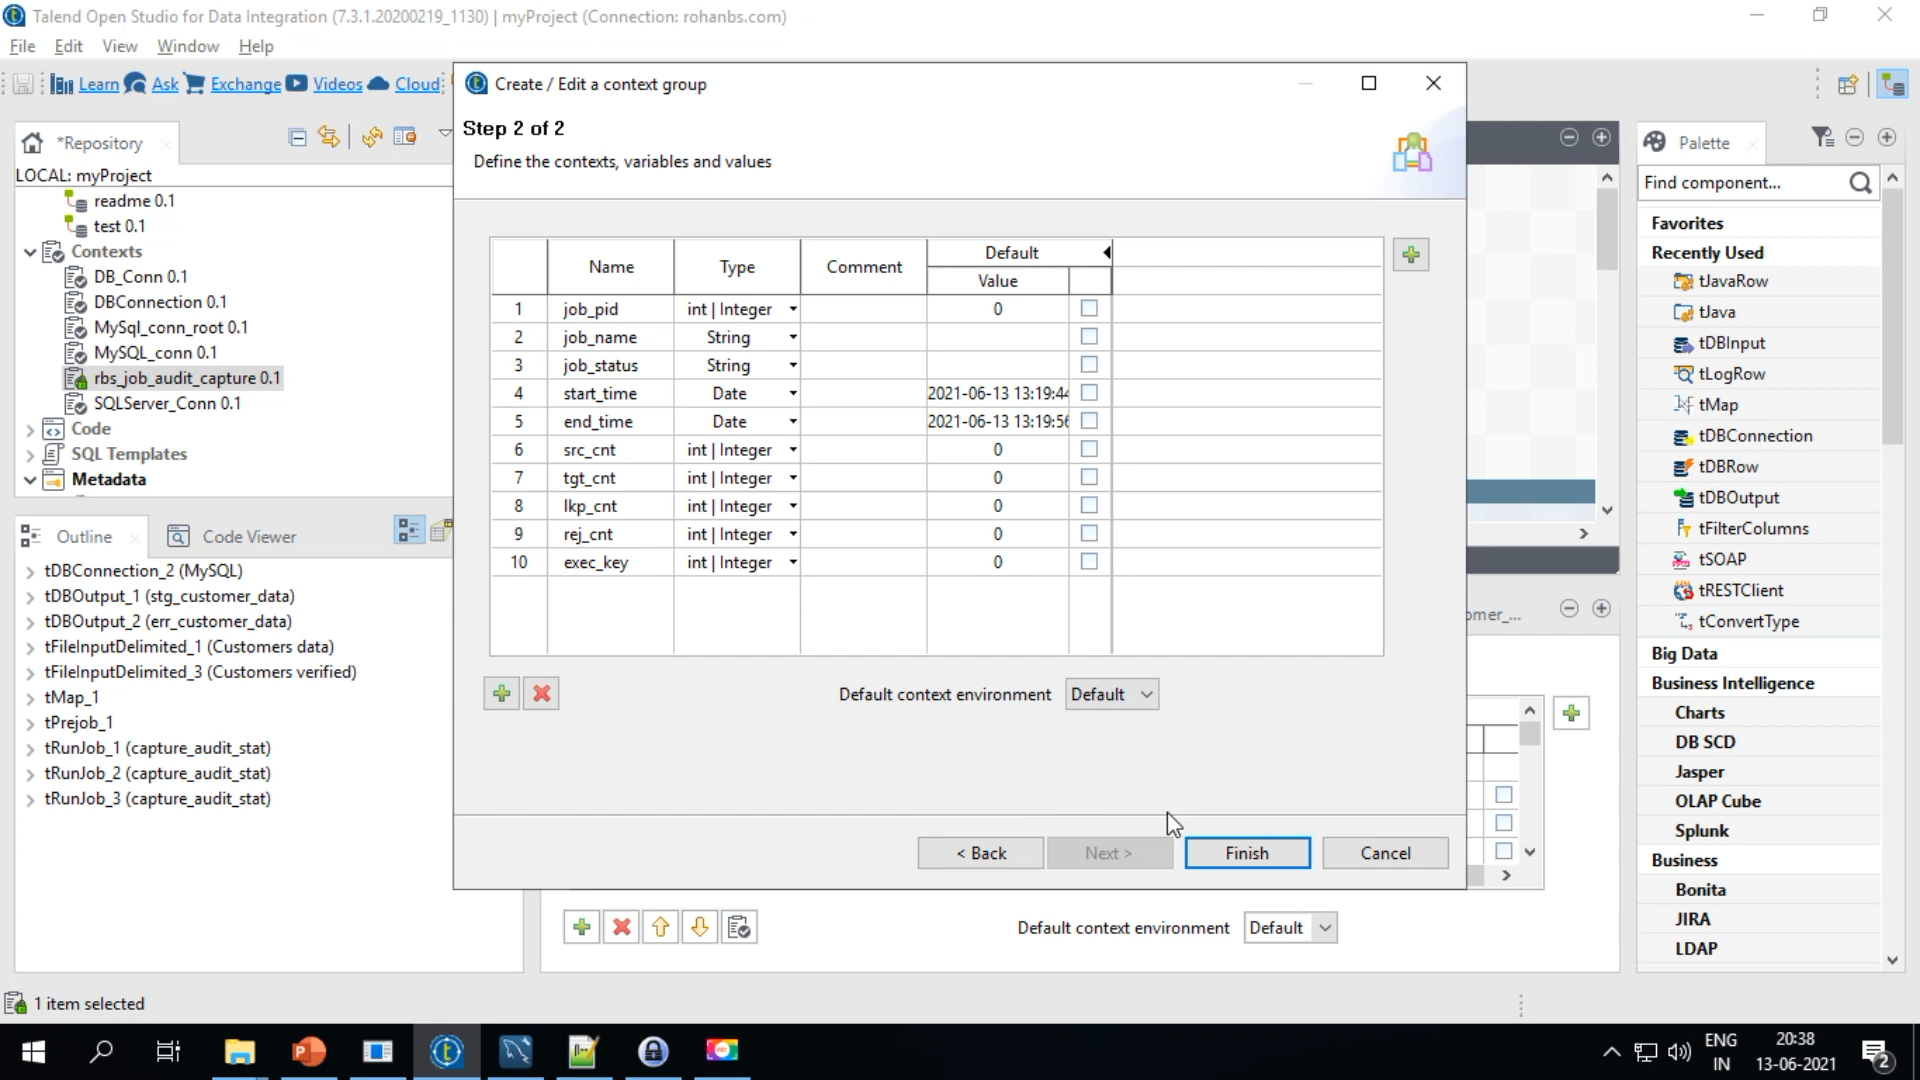 Talend Open Studio for Data Integration (7.3.1.20200219_1130) | myProject (Connection: rohanbs.com)
File Edit View Window Help
Learn Ask Exchange Videos Cloud
*Repository
LOCAL: myProject
readme 0.1
test 0.1
Contexts
DB_Conn 0.1
DBConnection 0.1
MySql_conn_root 0.1
MySQL_conn 0.1
rbs_job_audit_capture 0.1
SQLServer_Conn 0.1
Code
SQL Templates
Metadata
Outline
Code Viewer
tDBConnection_2 (MySQL)
tDBOutput_1 (stg_customer_data)
tDBOutput_2 (err_customer_data)
tFileInputDelimited_1 (Customers data)
tFileInputDelimited_3 (Customers verified)
tMap_1
tPrejob_1
tRunJob_1 (capture_audit_stat)
tRunJob_2 (capture_audit_stat)
tRunJob_3 (capture_audit_stat)
Create / Edit a context group
Step 2 of 2
Define the contexts, variables and values
Name Type Comment Default
Value
1 job_pid int | Integer 0
2 job_name String
3 job_status String
4 start_time Date 2021-06-13 13:19:44
5 end_time Date 2021-06-13 13:19:56
6 src_cnt int | Integer 0
7 tgt_cnt int | Integer 0
8 lkp_cnt int | Integer 0
9 rej_cnt int | Integer 0
10 exec_key int | Integer 0
Default context environment Default
< Back Next > Finish Cancel
omer_...
Default context environment Default
Palette
Find component...
Favorites
Recently Used
tJavaRow
tJava
tDBInput
tLogRow
tMap
tDBConnection
tDBRow
tDBOutput
tFilterColumns
tSOAP
tRESTClient
tConvertType
Big Data
Business Intelligence
Charts
DB SCD
Jasper
OLAP Cube
Splunk
Business
Bonita
JIRA
LDAP
1 item selected
ENG
IN
20:38
13-06-2021
2